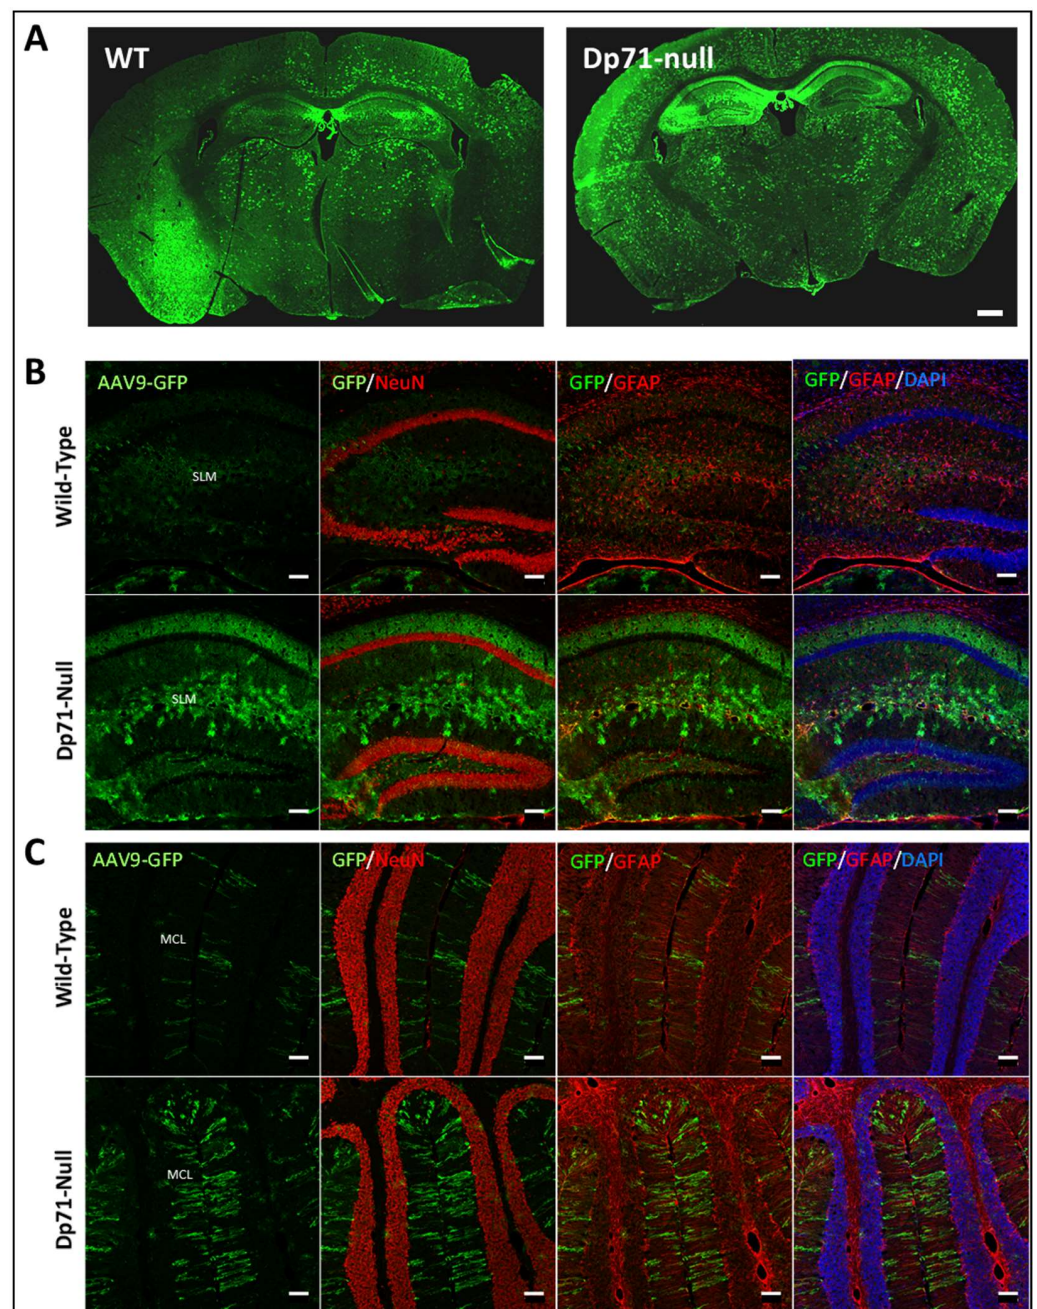 A
WT
Dp71-null
B
Wild-Type
AAV9-GFP
GFP/NeuN
GFP/GFAP
GFP/GFAP/DAPI
SLM
Dp71-Null
SLM
C
Wild-Type
AAV9-GFP
GFP/NeuN
GFP/GFAP
GFP/GFAP/DAPI
MCL
Dp71-Null
MCL